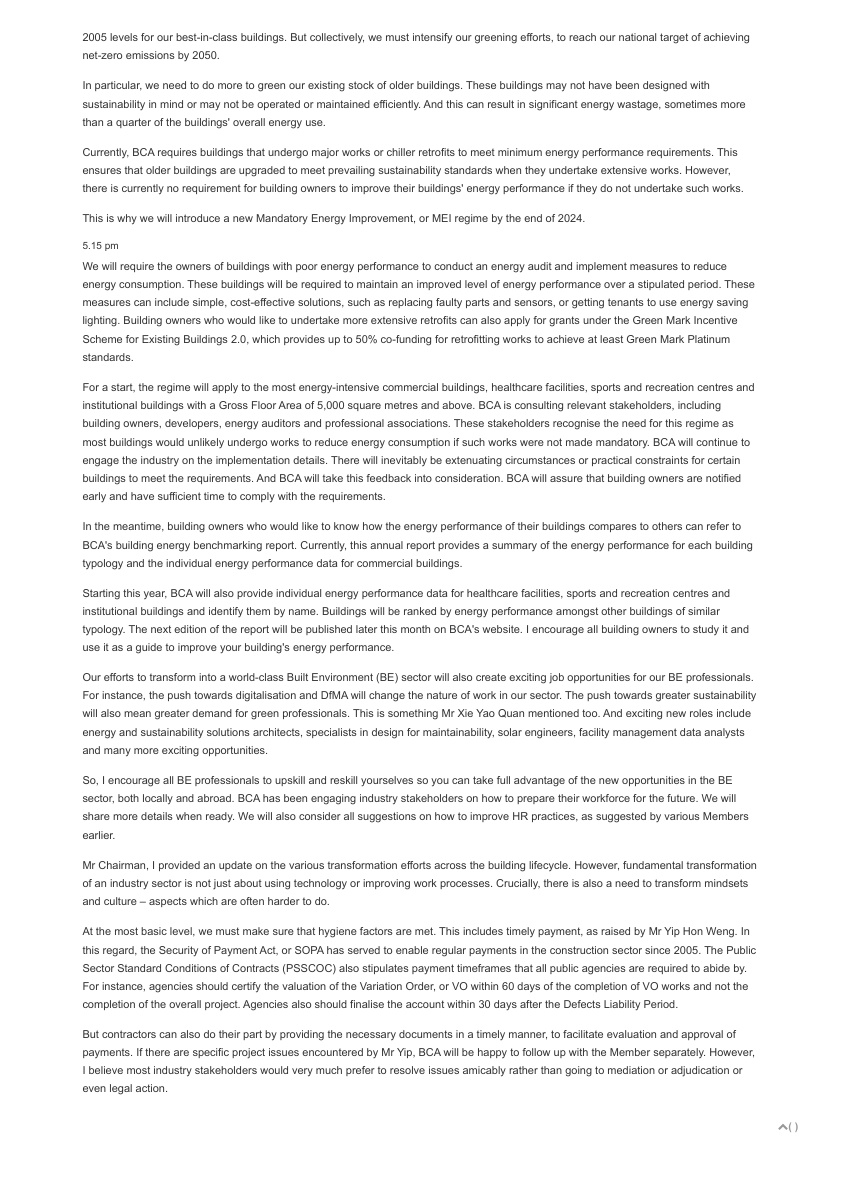 2005 levels for our best-in-class buildings. But collectively, we must intensify our greening efforts, to reach our national target of achieving
net-zero emissions by 2050.
In particular, we need to do more to green our existing stock of older buildings. These buildings may not have been designed with
sustainability in mind or may not be operated or maintained efficiently. And this can result in significant energy wastage, sometimes more
than a quarter of the buildings' overall energy use.
Currently, BCA requires buildings that undergo major works or chiller retrofits to meet minimum energy performance requirements. This
ensures that older buildings are upgraded to meet prevailing sustainability standards when they undertake extensive works. However,
there is currently no requirement for building owners to improve their buildings' energy performance if they do not undertake such works.
This is why we will introduce a new Mandatory Energy Improvement, or MEI regime by the end of 2024.
5.15 pm
We will require the owners of buildings with poor energy performance to conduct an energy audit and implement measures to reduce
energy consumption. These buildings will be required to maintain an improved level of energy performance over a stipulated period. These
measures can include simple, cost-effective solutions, such as replacing faulty parts and sensors, or getting tenants to use energy saving
lighting. Building owners who would like to undertake more extensive retrofits can also apply for grants under the Green Mark Incentive
Scheme for Existing Buildings 2.0, which provides up to 50% co-funding for retrofitting works to achieve at least Green Mark Platinum
standards.
For a start, the regime will apply to the most energy-intensive commercial buildings, healthcare facilities, sports and recreation centres and
institutional buildings with a Gross Floor Area of 5,000 square metres and above. BCA is consulting relevant stakeholders, including
building owners, developers, energy auditors and professional associations. These stakeholders recognise the need for this regime as
most buildings would unlikely undergo works to reduce energy consumption if such works were not made mandatory. BCA will continue to
engage the industry on the implementation details. There will inevitably be extenuating circumstances or practical constraints for certain
buildings to meet the requirements. And BCA will take this feedback into consideration. BCA will assure that building owners are notified
early and have sufficient time to comply with the requirements.
In the meantime, building owners who would like to know how the energy performance of their buildings compares to others can refer to
BCA's building energy benchmarking report. Currently, this annual report provides a summary of the energy performance for each building
typology and the individual energy performance data for commercial buildings.
Starting this year, BCA will also provide individual energy performance data for healthcare facilities, sports and recreation centres and
institutional buildings and identify them by name. Buildings will be ranked by energy performance amongst other buildings of similar
typology. The next edition of the report will be published later this month on BCA's website. I encourage all building owners to study it and
use it as a guide to improve your building's energy performance.
Our efforts to transform into a world-class Built Environment (BE) sector will also create exciting job opportunities for our BE professionals.
For instance, the push towards digitalisation and DfMA will change the nature of work in our sector. The push towards greater sustainability
will also mean greater demand for green professionals. This is something Mr Xie Yao Quan mentioned too. And exciting new roles include
energy and sustainability solutions architects, specialists in design for maintainability, solar engineers, facility management data analysts
and many more exciting opportunities.
So, I encourage all BE professionals to upskill and reskill yourselves so you can take full advantage of the new opportunities in the BE
sector, both locally and abroad. BCA has been engaging industry stakeholders on how to prepare their workforce for the future. We will
share more details when ready. We will also consider all suggestions on how to improve HR practices, as suggested by various Members
earlier.
Mr Chairman, I provided an update on the various transformation efforts across the building lifecycle. However, fundamental transformation
of an industry sector is not just about using technology or improving work processes. Crucially, there is also a need to transform mindsets
and culture – aspects which are often harder to do.
At the most basic level, we must make sure that hygiene factors are met. This includes timely payment, as raised by Mr Yip Hon Weng. In
this regard, the Security of Payment Act, or SOPA has served to enable regular payments in the construction sector since 2005. The Public
Sector Standard Conditions of Contracts (PSSCOC) also stipulates payment timeframes that all public agencies are required to abide by.
For instance, agencies should certify the valuation of the Variation Order, or VO within 60 days of the completion of VO works and not the
completion of the overall project. Agencies also should finalise the account within 30 days after the Defects Liability Period.
But contractors can also do their part by providing the necessary documents in a timely manner, to facilitate evaluation and approval of
payments. If there are specific project issues encountered by Mr Yip, BCA will be happy to follow up with the Member separately. However,
I believe most industry stakeholders would very much prefer to resolve issues amicably rather than going to mediation or adjudication or
even legal action.
( )